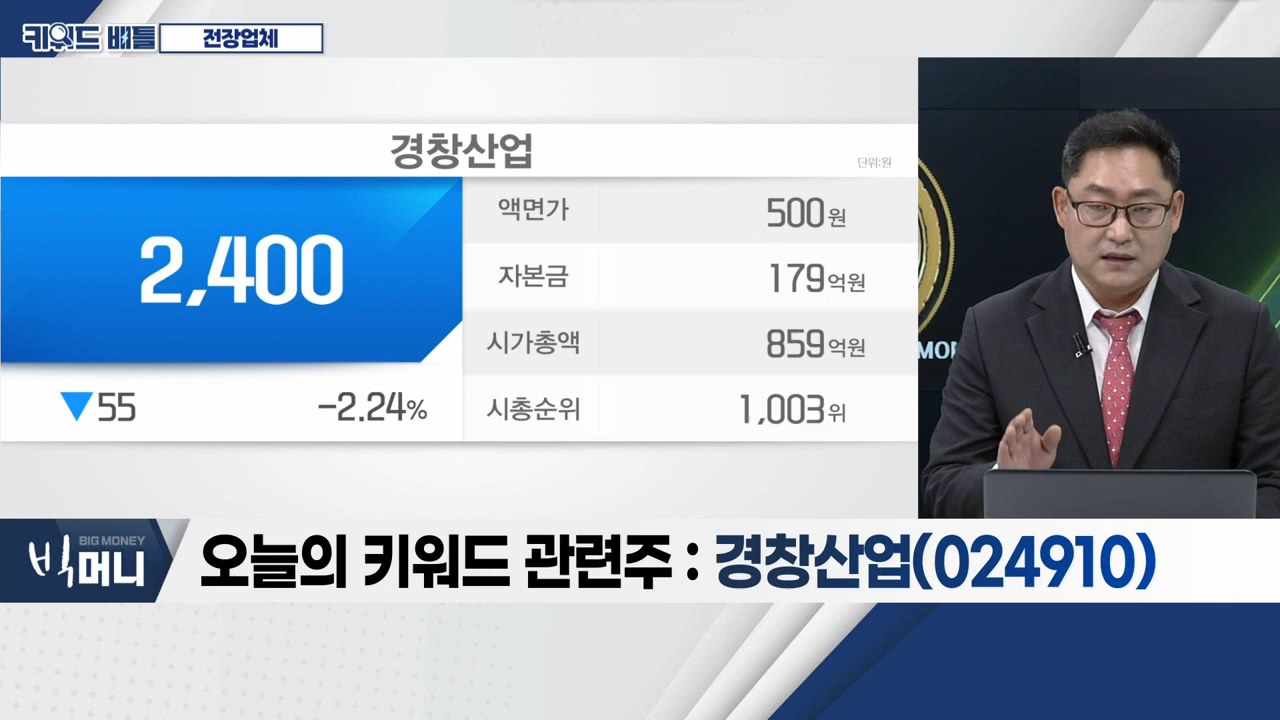 키워드 배틀 전장업체
경창산업
단위:원
2,400
▼55 -2.24%
액면가 500원
자본금 179억원
시가총액 859억원
시총순위 1,003위
MO
빅머니 BIG MONEY
오늘의 키워드 관련주 : 경창산업(024910)